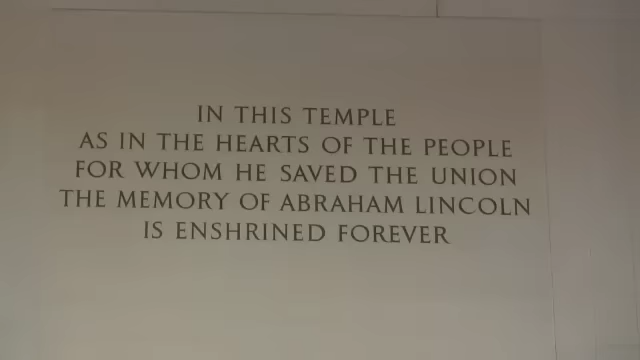 IN THIS TEMPLE
AS IN THE HEARTS OF THE PEOPLE
FOR WHOM HE SAVED THE UNION
THE MEMORY OF ABRAHAM LINCOLN
IS ENSHRINED FOREVER